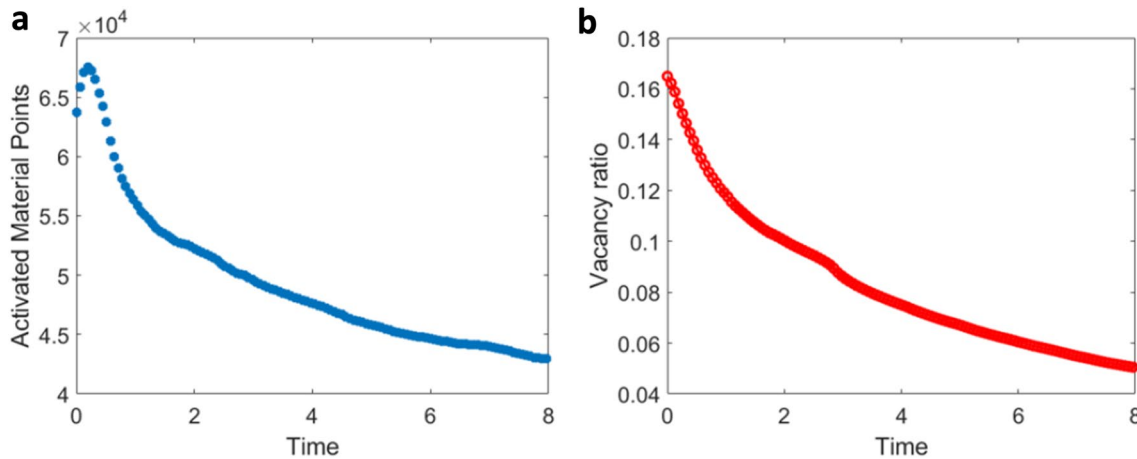 a
×10⁴
7
6.5
6
5.5
5
4.5
4
0 2 4 6 8
Time
Activated Material Points
b
0.18
0.16
0.14
0.12
0.1
0.08
0.06
0.04
0 2 4 6 8
Time
Vacancy ratio